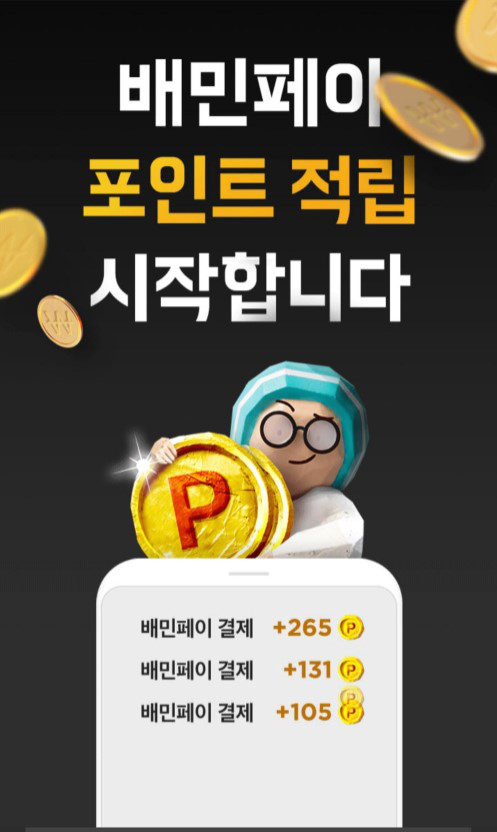 배민페이
포인트 적립
시작합니다
P
배민페이 결제 +265 P
배민페이 결제 +131 P
P
배민페이 결제 +105 P